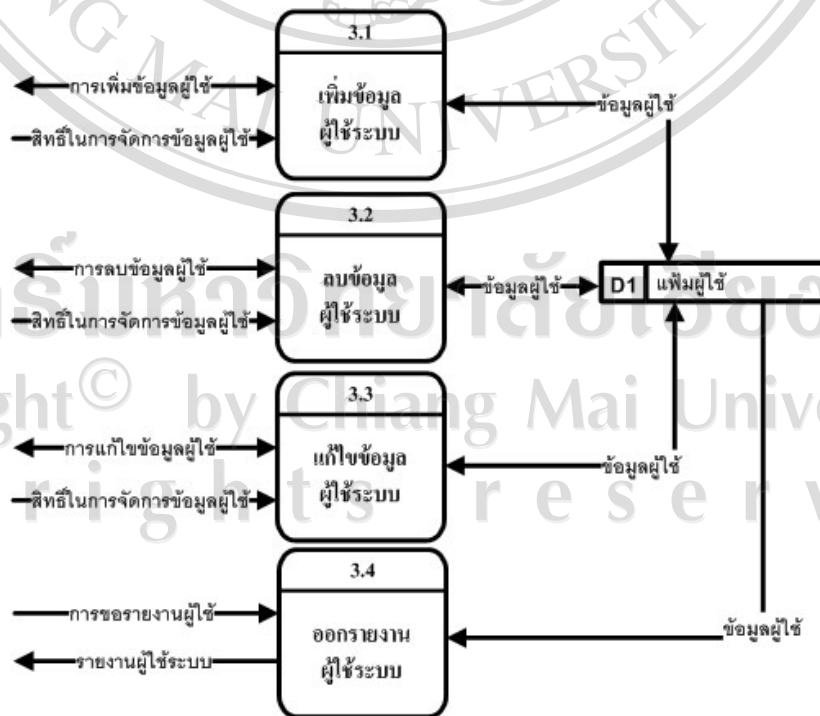 NG MAI UNIVERSIT
3.1
การเพิ่มข้อมูลผู้ใช้
สิทธิ์ในการจัดการข้อมูลผู้ใช้
เพิ่มข้อมูล
ผู้ใช้ระบบ
ข้อมูลผู้ใช้
3.2
การลบข้อมูลผู้ใช้
สิทธิ์ในการจัดการข้อมูลผู้ใช้
ลบข้อมูล
ผู้ใช้ระบบ
ข้อมูลผู้ใช้
D1 แฟ้มผู้ใช้
3.3
การแก้ไขข้อมูลผู้ใช้
สิทธิ์ในการจัดการข้อมูลผู้ใช้
แก้ไขข้อมูล
ผู้ใช้ระบบ
ข้อมูลผู้ใช้
3.4
การขอรายงานผู้ใช้
รายงานผู้ใช้ระบบ
ออกรายงาน
ผู้ใช้ระบบ
ข้อมูลผู้ใช้
ght© by Chiang Mai Unive
rights reserv